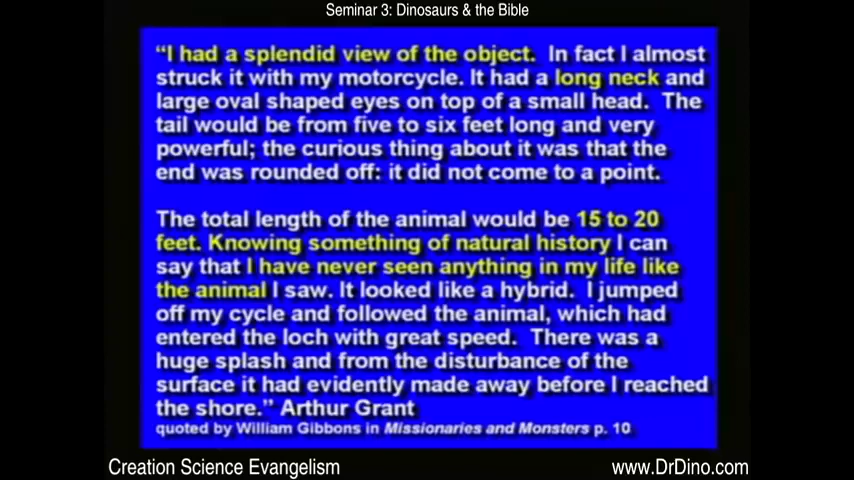 Seminar 3: Dinosaurs & the Bible
“I had a splendid view of the object. In fact I almost
struck it with my motorcycle. It had a long neck and
large oval shaped eyes on top of a small head. The
tail would be from five to six feet long and very
powerful; the curious thing about it was that the
end was rounded off: it did not come to a point.
The total length of the animal would be 15 to 20
feet. Knowing something of natural history I can
say that I have never seen anything in my life like
the animal I saw. It looked like a hybrid. I jumped
off my cycle and followed the animal, which had
entered the loch with great speed. There was a
huge splash and from the disturbance of the
surface it had evidently made away before I reached
the shore.” Arthur Grant
quoted by William Gibbons in Missionaries and Monsters p. 10
Creation Science Evangelism
www.DrDino.com